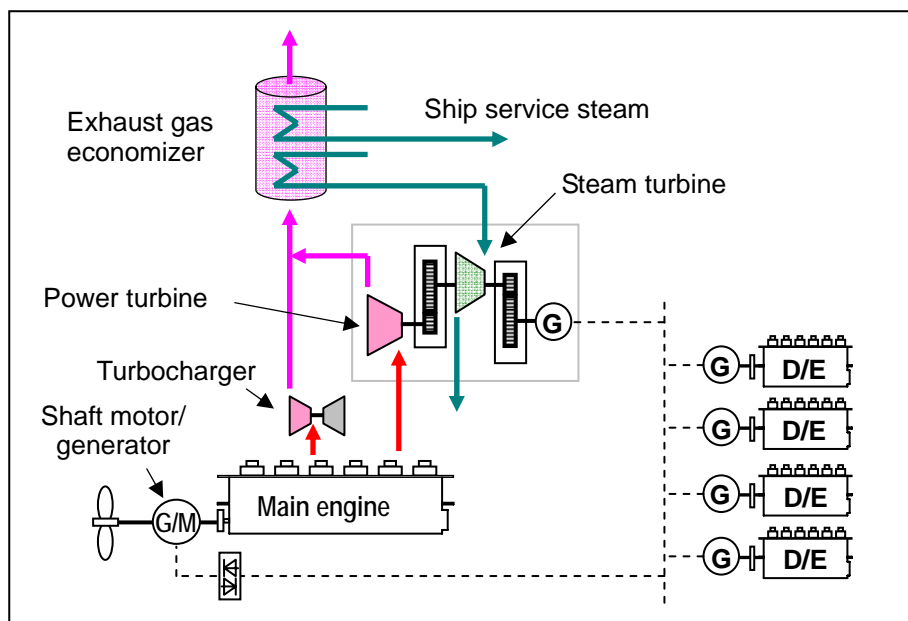 Exhaust gas
economizer
Ship service steam
Steam turbine
Power turbine
G
Turbocharger
G D/E
Shaft motor/
generator
G D/E
G/M
Main engine
G D/E
G D/E